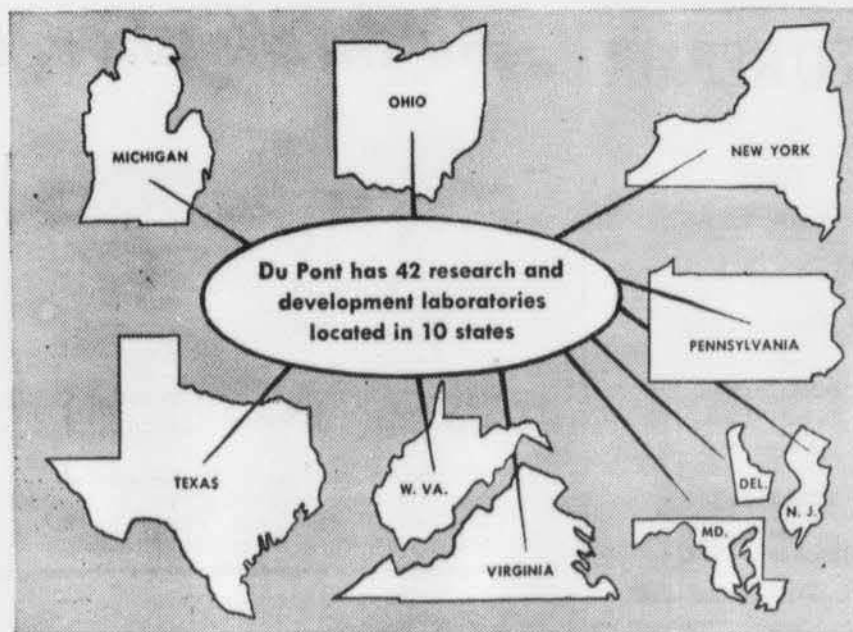 MICHIGAN
OHIO
NEW YORK
Du Pont has 42 research and
development laboratories
located in 10 states
PENNSYLVANIA
TEXAS
W. VA.
VIRGINIA
DEL.
N. J.
MD.